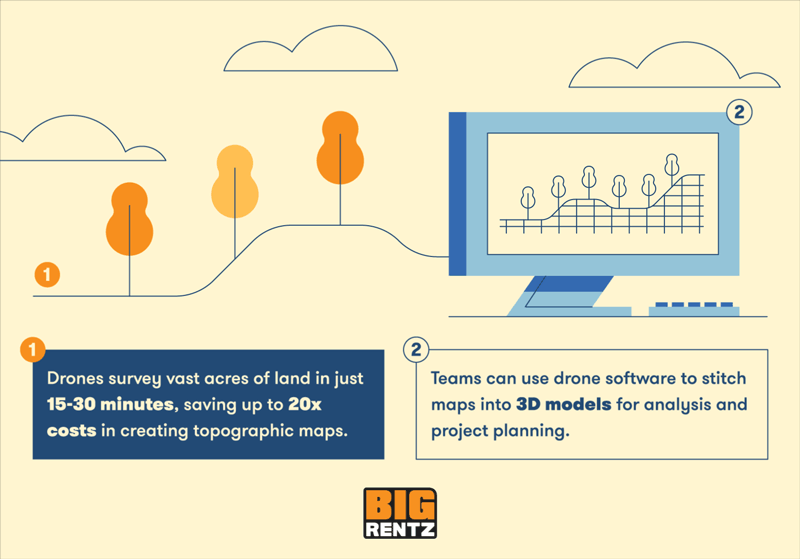 2
1
1
Drones survey vast acres of land in just
15-30 minutes, saving up to 20x
costs in creating topographic maps.
2
Teams can use drone software to stitch
maps into 3D models for analysis and
project planning.
BIG
RENTZ